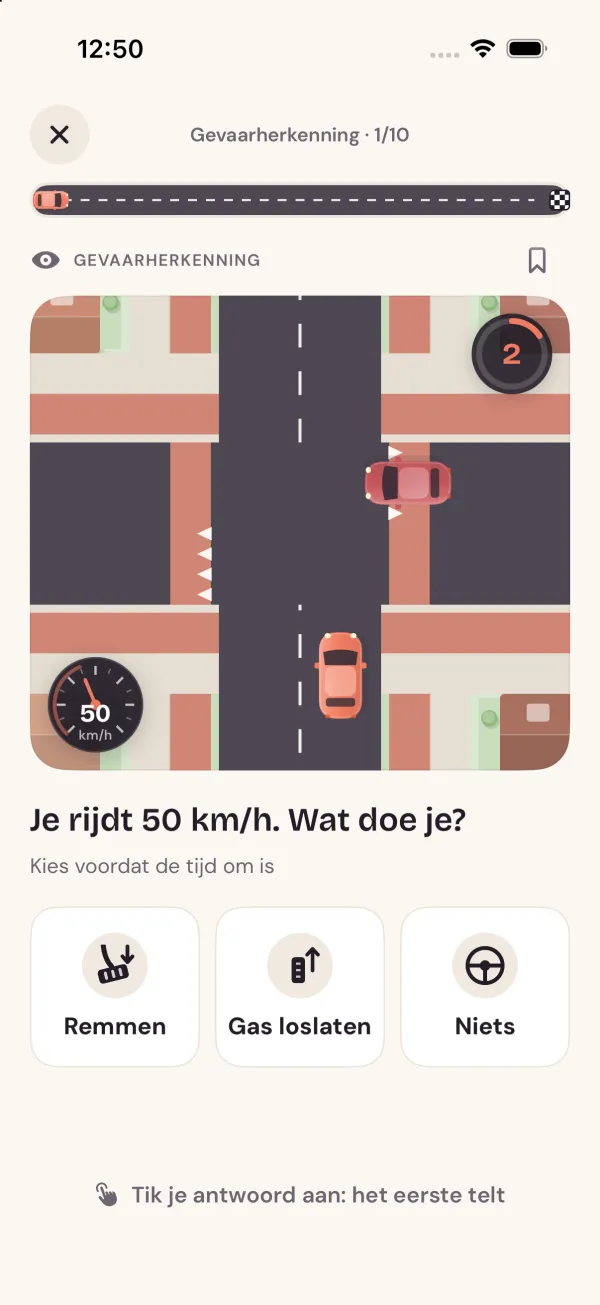 12:50
Gevaarherkenning · 1/10
GEVAARHERKENNING
2
50
km/h
Je rijdt 50 km/h. Wat doe je?
Kies voordat de tijd om is
Remmen
Gas loslaten
Niets
Tik je antwoord aan: het eerste telt